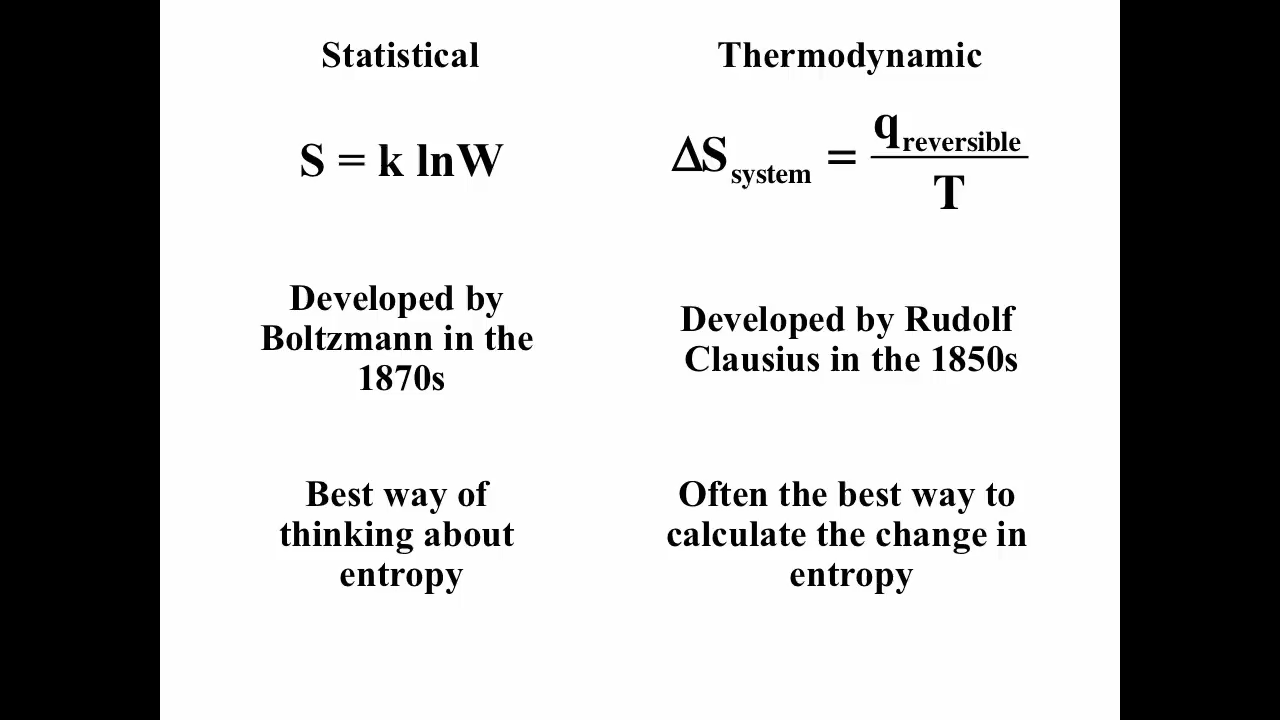 Statistical
S = k lnW
Developed by
Boltzmann in the
1870s
Best way of
thinking about
entropy
Thermodynamic
ΔSsystem = qreversible
T
Developed by Rudolf
Clausius in the 1850s
Often the best way to
calculate the change in
entropy